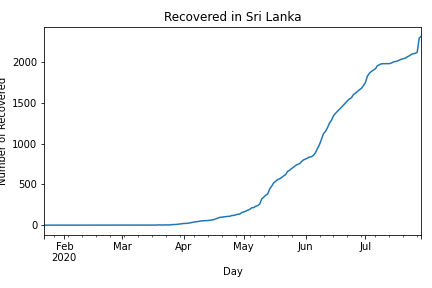 Recovered in Sri Lanka
Number of Recovered
2000
1500
1000
500
0
Feb
2020
Mar
Apr
May
Jun
Jul
Day